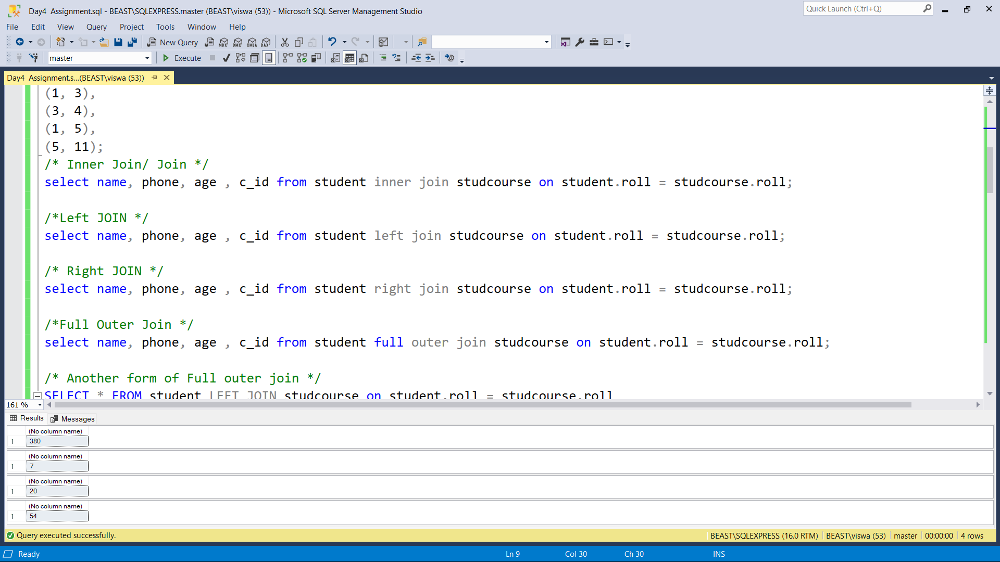 Day4 Assignment.sql - BEAST\SQLEXPRESS.master (BEAST\viswa (53)) - Microsoft SQL Server Management Studio
Quick Launch (Ctrl+Q)
File Edit View Query Project Tools Window Help
New Query MDX DMX XMLA DAX
master Execute
Day4 Assignment.s...(BEAST\viswa (53))
(1, 3),
(3, 4),
(1, 5),
(5, 11);
/* Inner Join/ Join */
select name, phone, age , c_id from student inner join studcourse on student.roll = studcourse.roll;
/*Left JOIN */
select name, phone, age , c_id from student left join studcourse on student.roll = studcourse.roll;
/* Right JOIN */
select name, phone, age , c_id from student right join studcourse on student.roll = studcourse.roll;
/*Full Outer Join */
select name, phone, age , c_id from student full outer join studcourse on student.roll = studcourse.roll;
/* Another form of Full outer join */
SELECT * FROM student LEFT JOIN studcourse on student.roll = studcourse.roll
161 %
Results Messages
(No column name)
1 380
(No column name)
1 7
(No column name)
1 20
(No column name)
1 54
Query executed successfully. BEAST\SQLEXPRESS (16.0 RTM) BEAST\viswa (53) master 00:00:00 4 rows
Ready Ln 9 Col 30 Ch 30 INS